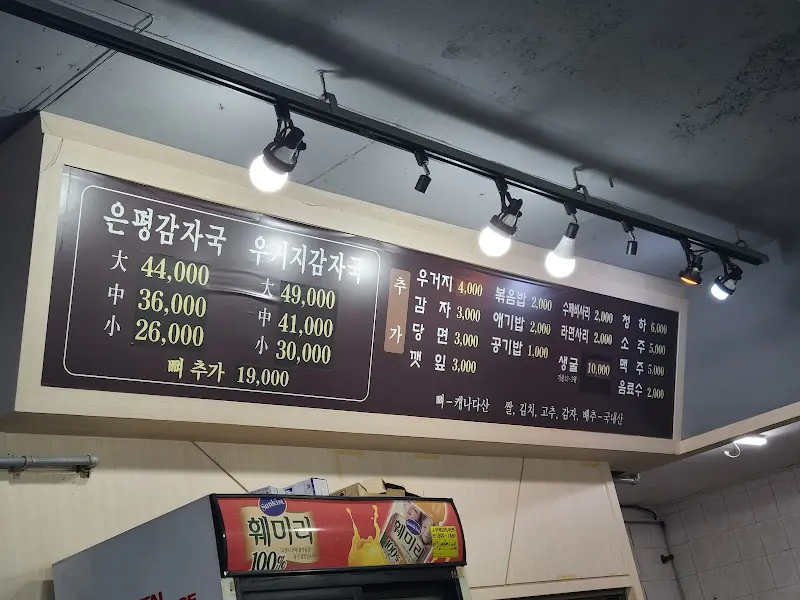 은평감자국
大 44,000
中 36,000
小 26,000
우거지감자국
大 49,000
中 41,000
小 30,000
뼈 추가 19,000
추가
우거지 4,000
감자 3,000
당면 3,000
깻잎 3,000
볶음밥 2,000
애기밥 2,000
공기밥 1,000
수제비사리 2,000
라면사리 2,000
생굴 10,000
청하 6,000
소주 5,000
맥주 5,000
음료수 2,000
뼈-캐나다산 쌀, 김치, 고추, 감자, 배추-국내산
Sunkist
훼미리
100%
훼미리
100%